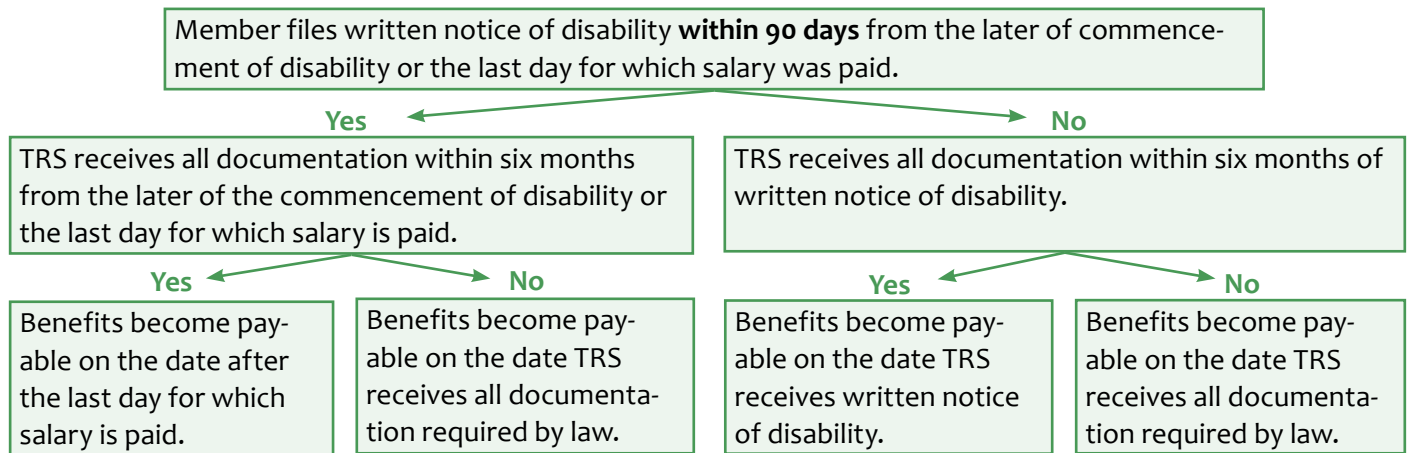 Member files written notice of disability within 90 days from the later of commence-
ment of disability or the last day for which salary was paid.
Yes
No
TRS receives all documentation within six months
from the later of the commencement of disability or
the last day for which salary is paid.
TRS receives all documentation within six months of
written notice of disability.
Yes
No
Yes
No
Benefits become pay-
able on the date after
the last day for which
salary is paid.
Benefits become pay-
able on the date TRS
receives all documenta-
tion required by law.
Benefits become pay-
able on the date TRS
receives written notice
of disability.
Benefits become pay-
able on the date TRS
receives all documenta-
tion required by law.